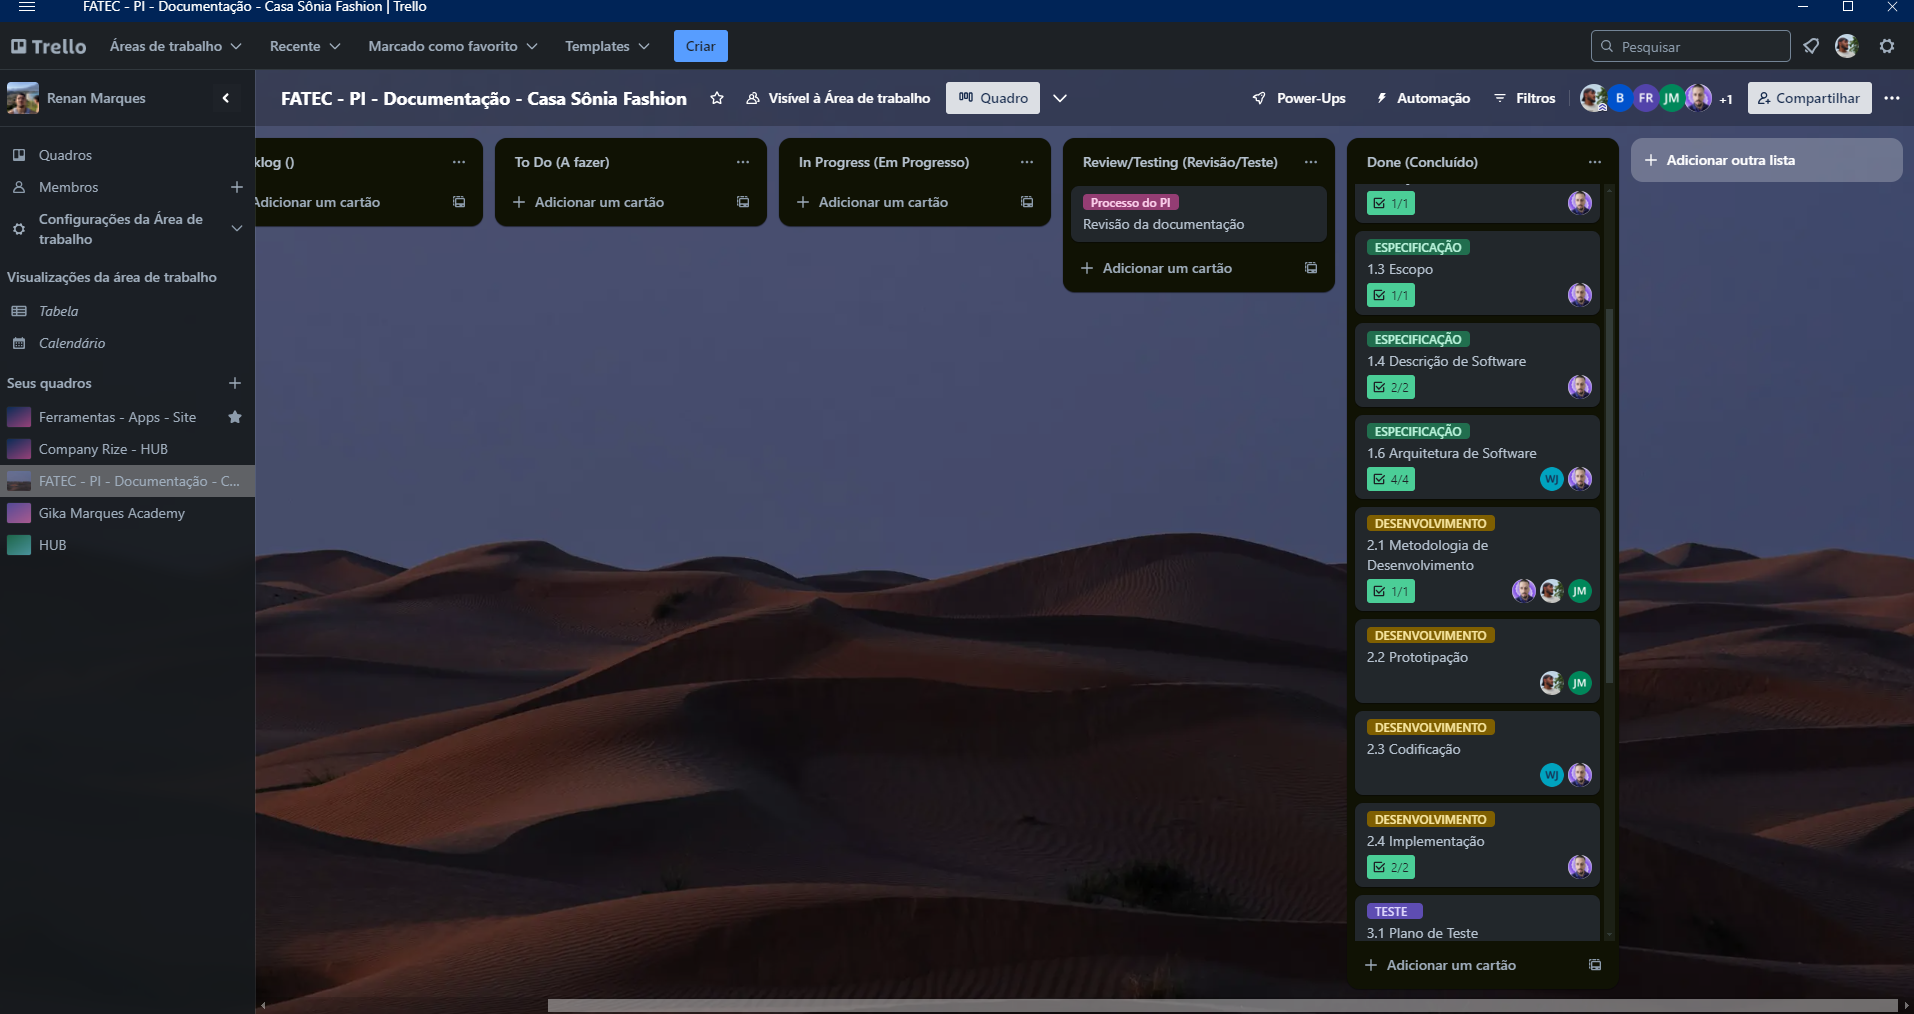 FATEC - PI - Documentação - Casa Sônia Fashion | Trello
Trello
Áreas de trabalho
Recente
Marcado como favorito
Templates
Criar
Pesquisar
Renan Marques
FATEC - PI - Documentação - Casa Sônia Fashion
Visível à Área de trabalho
Quadro
Power-Ups
Automação
Filtros
B
FR
JM
+1
Compartilhar
Quadros
Membros
Configurações da Área de
trabalho
Visualizações da área de trabalho
Tabela
Calendário
Seus quadros
Ferramentas - Apps - Site
Company Rize - HUB
FATEC - PI - Documentação - C...
Gika Marques Academy
HUB
klog ()
Adicionar um cartão
To Do (A fazer)
Adicionar um cartão
In Progress (Em Progresso)
Adicionar um cartão
Review/Testing (Revisão/Teste)
Processo do PI
Revisão da documentação
Adicionar um cartão
Done (Concluído)
1/1
ESPECIFICAÇÃO
1.3 Escopo
1/1
ESPECIFICAÇÃO
1.4 Descrição de Software
2/2
ESPECIFICAÇÃO
1.6 Arquitetura de Software
4/4
WJ
DESENVOLVIMENTO
2.1 Metodologia de
Desenvolvimento
1/1
JM
DESENVOLVIMENTO
2.2 Prototipação
JM
DESENVOLVIMENTO
2.3 Codificação
WJ
DESENVOLVIMENTO
2.4 Implementação
2/2
TESTE
3.1 Plano de Teste
Adicionar um cartão
Adicionar outra lista